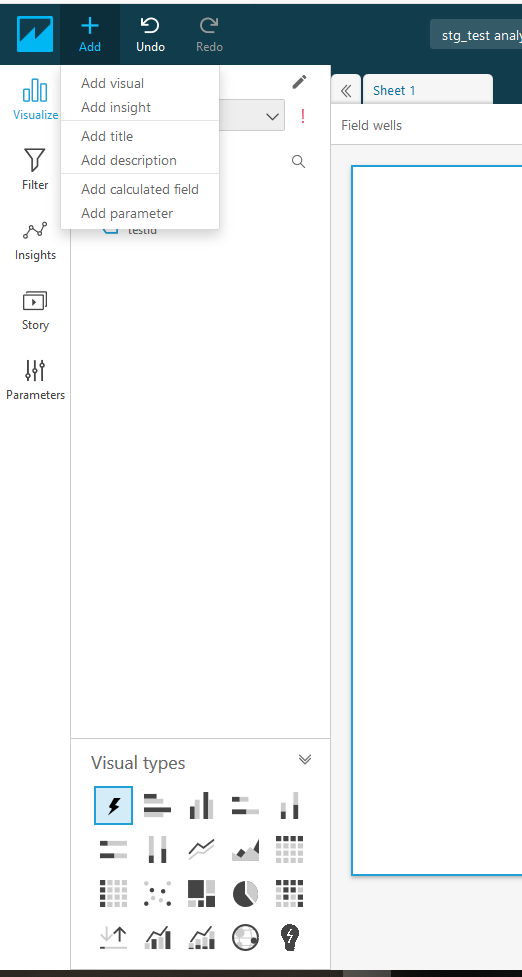 Add
Undo
Redo
stg_test analy
Visualize
Filter
Insights
Story
Parameters
Add visual
Add insight
Add title
Add description
Add calculated field
Add parameter
!
testid
Sheet 1
Field wells
Visual types